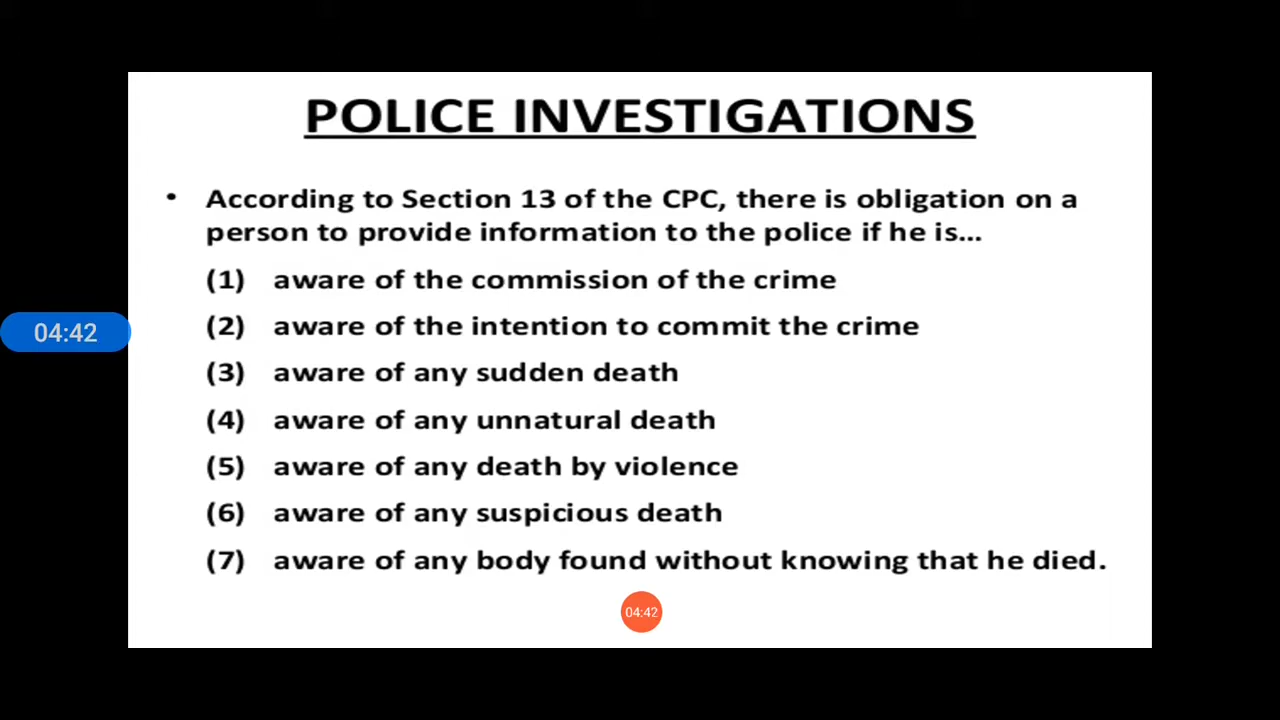 POLICE INVESTIGATIONS
• According to Section 13 of the CPC, there is obligation on a
person to provide information to the police if he is...
(1) aware of the commission of the crime
(2) aware of the intention to commit the crime
04:42
(3) aware of any sudden death
(4) aware of any unnatural death
(5) aware of any death by violence
(6) aware of any suspicious death
(7) aware of any body found without knowing that he died.
04:42